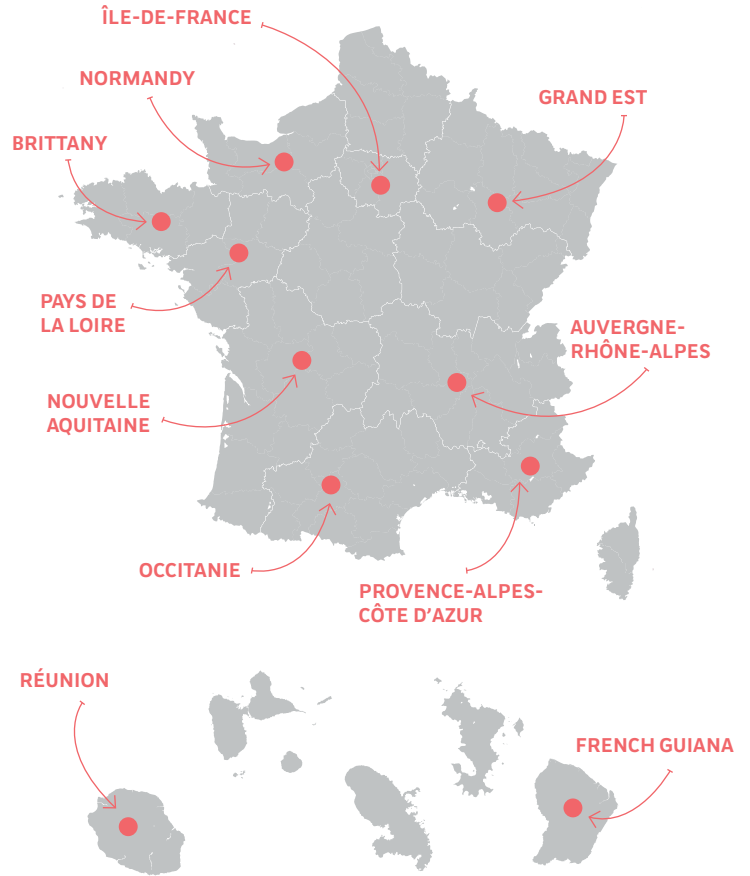 ÎLE-DE-FRANCE
NORMANDY
GRAND EST
BRITTANY
PAYS DE
LA LOIRE
AUVERGNE-
RHÔNE-ALPES
NOUVELLE
AQUITAINE
OCCITANIE
PROVENCE-ALPES-
CÔTE D'AZUR
RÉUNION
FRENCH GUIANA